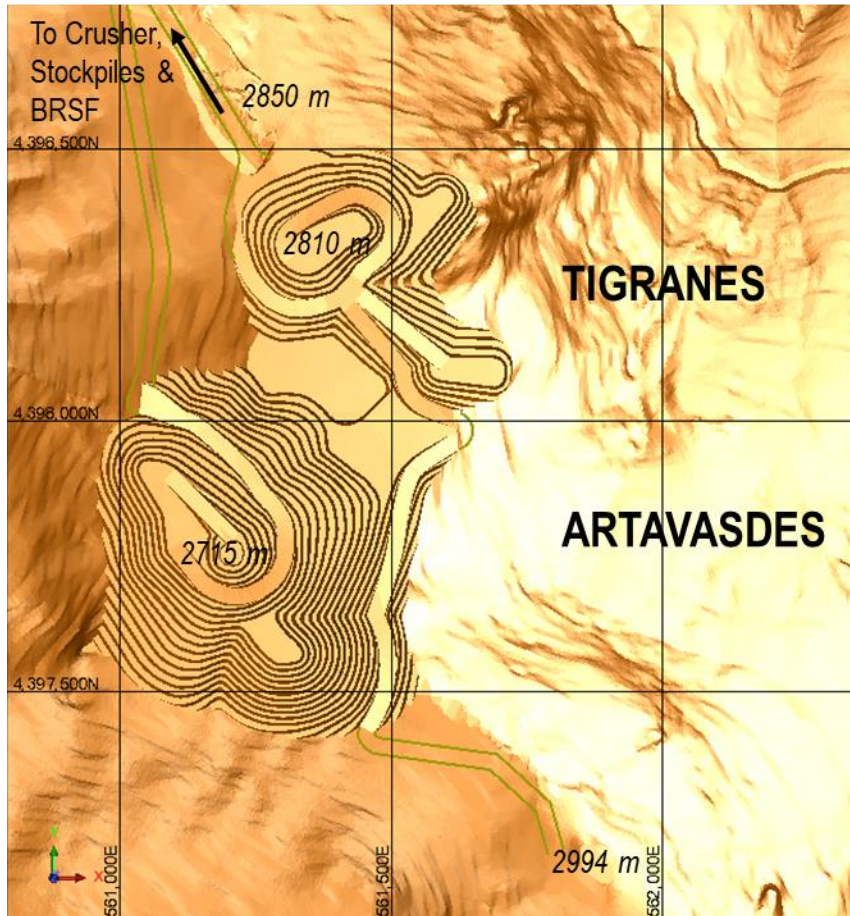 To Crusher,
Stockpiles &
BRSF
2850 m
4,398,500N
2810 m
TIGRANES
4,398,000N
ARTAVASDES
2715 m
4,397,500N
2994 m
561,000E
561,500E
562,000E
Y
X